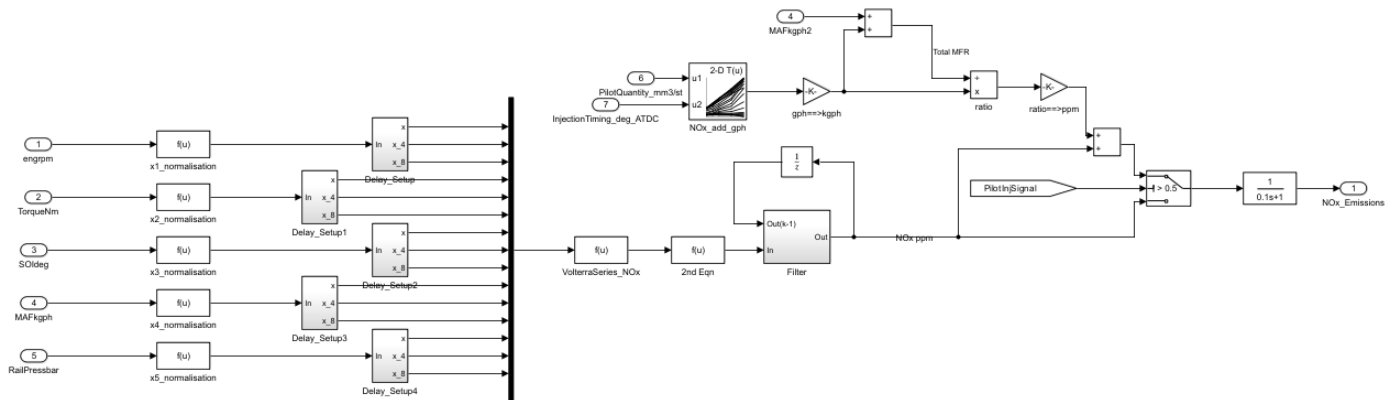 4
MAFkgph2
+
+
Total MFR
6
PilotQuantity_mm3/st
7
InjectionTiming_deg_ATDC
2-D T(u)
u1
u2
NOx_add_gph
-K-
gph==>kgph
÷
x
ratio
-K-
ratio==>ppm
+
+
1
engrpm
f(u)
x1_normalisation
In
x
x_4
x_8
Delay_Setup
2
TorqueNm
f(u)
x2_normalisation
In
x
x_4
x_8
Delay_Setup1
3
SOIdeg
f(u)
x3_normalisation
In
x
x_4
x_8
Delay_Setup2
4
MAFkgph
f(u)
x4_normalisation
In
x
x_4
x_8
Delay_Setup3
5
RailPressbar
f(u)
x5_normalisation
In
x
x_4
x_8
Delay_Setup4
f(u)
VolterraSeries_NOx
f(u)
2nd Eqn
1
z
Out(k-1)
In
Out
Filter
NOx ppm
PilotInjSignal
> 0.5
1
0.1s+1
1
NOx_Emissions